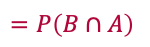 = P(B ∩ A)